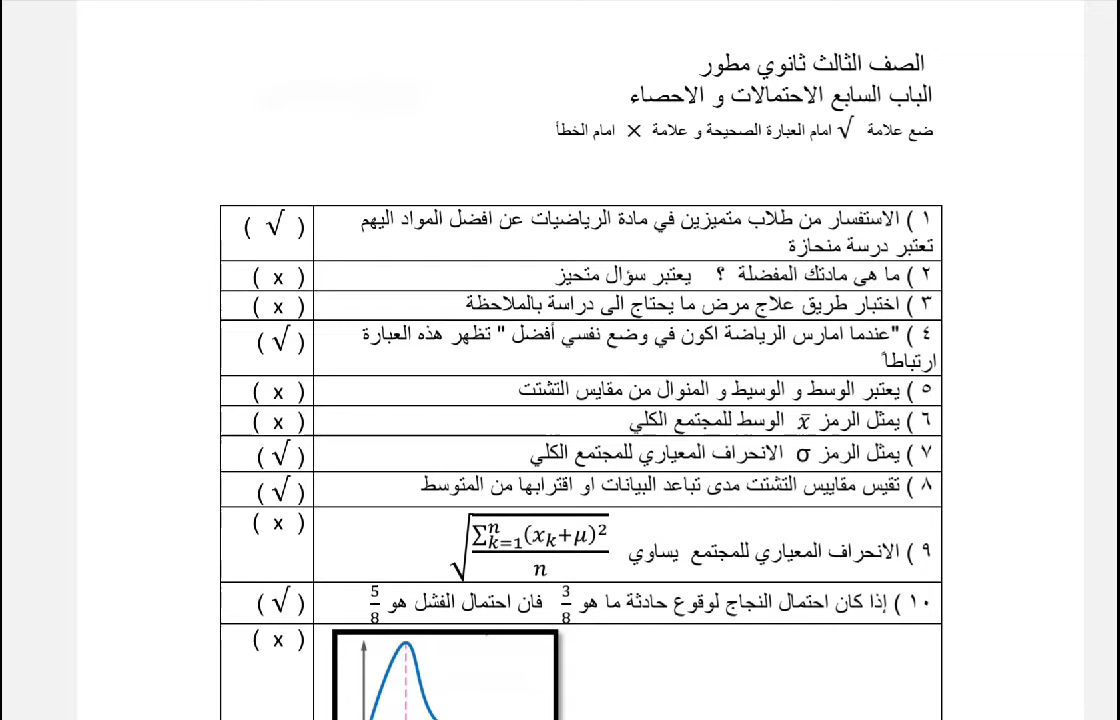 الصف الثالث ثانوي مطور
الباب السابع الاحتمالات و الاحصاء
ضع علامة √ امام العبارة الصحيحة و علامة × امام الخطأ
١ ) الاستفسار من طلاب متميزين في مادة الرياضيات عن افضل المواد اليهم ( √ )
تعتبر درسة منحازة
٢ ) ما هى مادتك المفضلة ؟ يعتبر سؤال متحيز ( x )
٣ ) اختبار طريق علاج مرض ما يحتاج الى دراسة بالملاحظة ( x )
٤ ) "عندما امارس الرياضة اكون في وضع نفسي أفضل " تظهر هذه العبارة ( √ )
ارتباطاً
٥ ) يعتبر الوسط و الوسيط و المنوال من مقايس التشتت ( x )
٦ ) يمثل الرمز x̄ الوسط للمجتمع الكلي ( x )
٧ ) يمثل الرمز σ الانحراف المعياري للمجتمع الكلي ( √ )
٨ ) تقيس مقاييس التشتت مدى تباعد البيانات او اقترابها من المتوسط ( √ )
٩ ) الانحراف المعياري للمجتمع يساوي √(∑ⁿₖ₌₁(xₖ+μ)² / n) ( x )
١٠ ) إذا كان احتمال النجاج لوقوع حادثة ما هو 3/8 فان احتمال الفشل هو 5/8 ( √ )
( x )